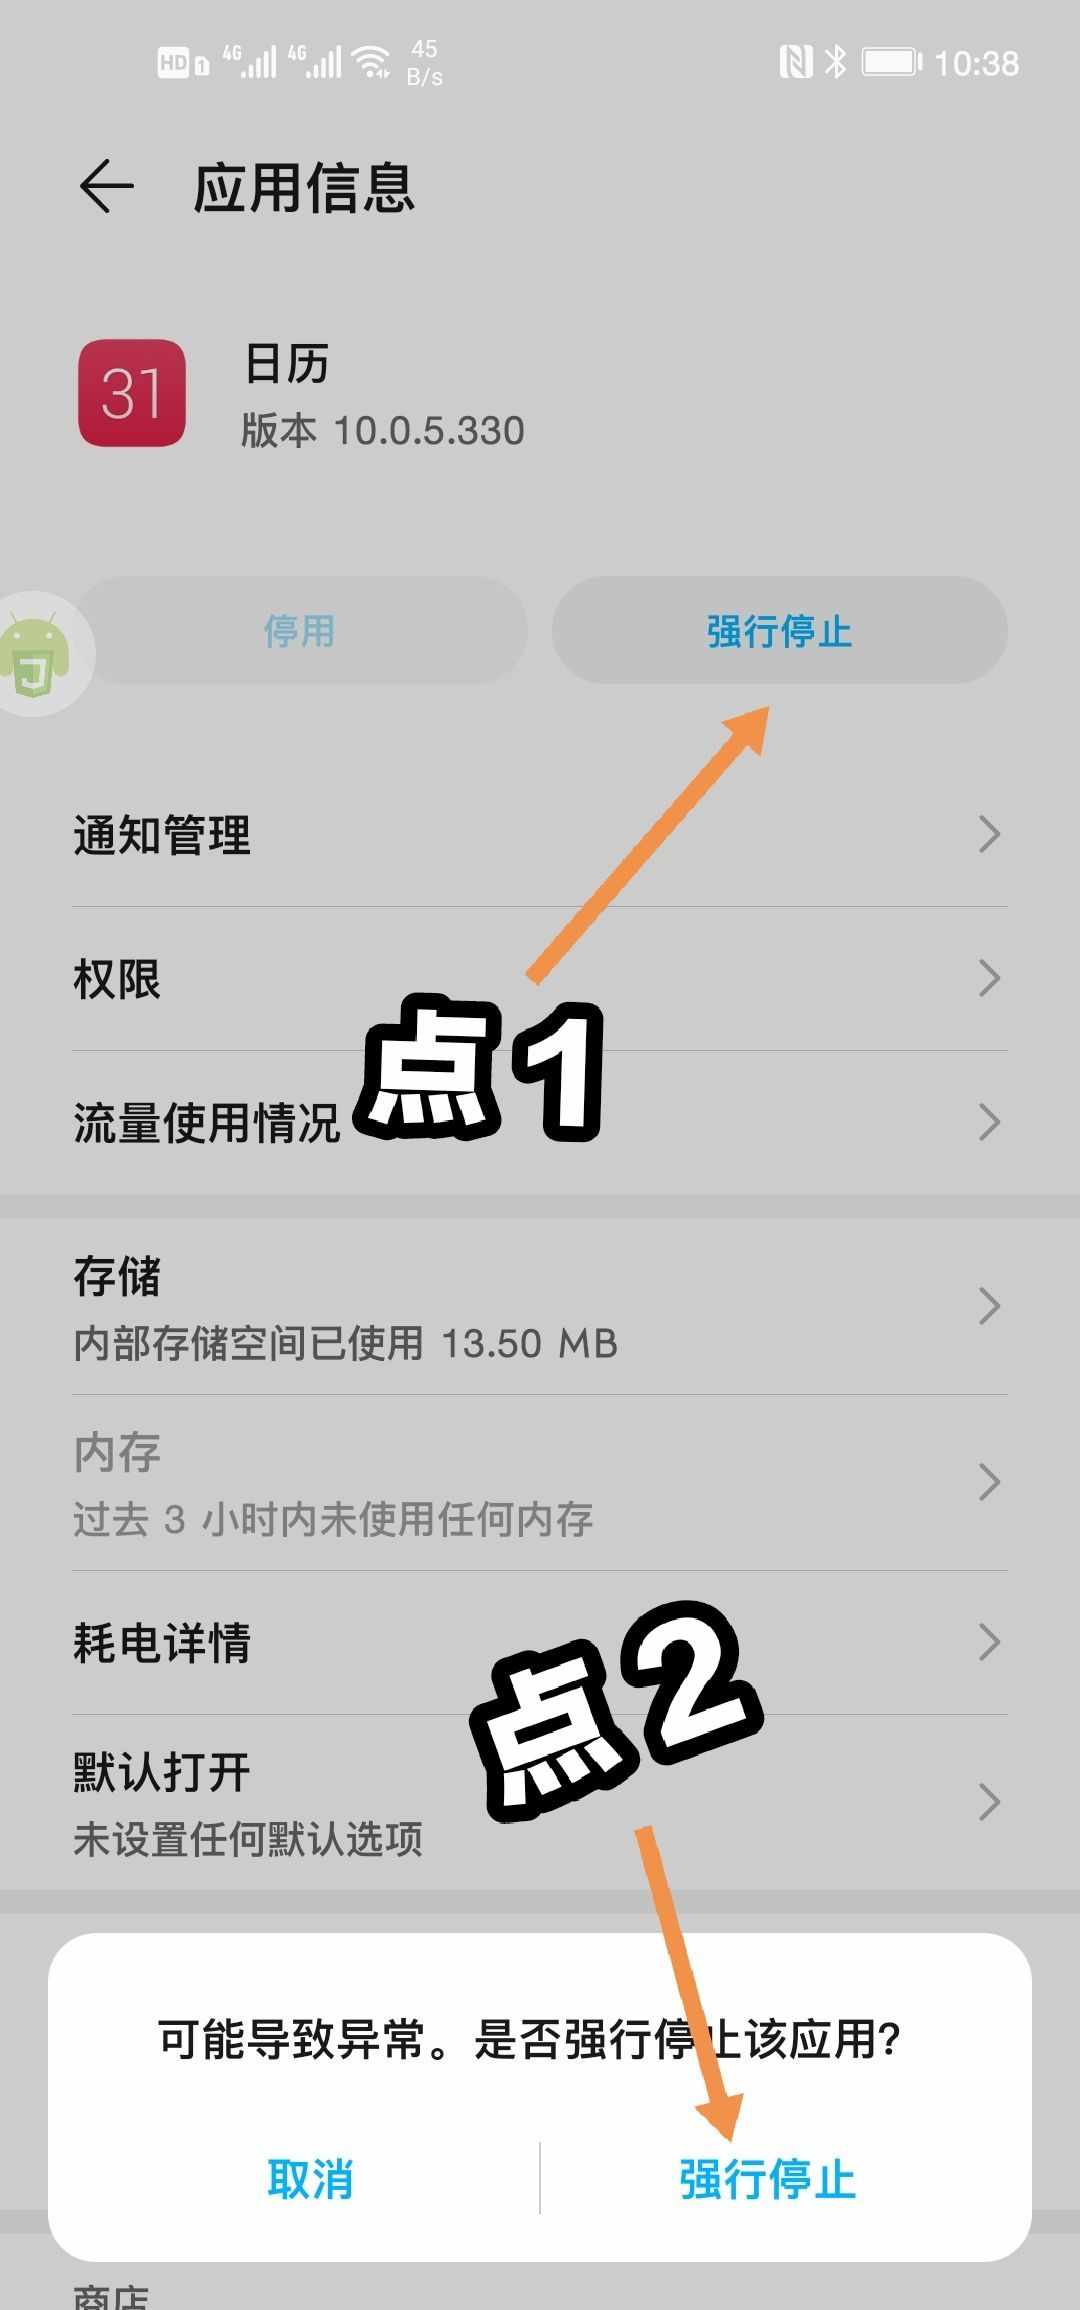 HD 1 4G 4G 45 B/s 10:38
应用信息
31
日历
版本 10.0.5.330
停用 强行停止
通知管理
权限
点1
流量使用情况
存储
内部存储空间已使用 13.50 MB
内存
过去 3 小时内未使用任何内存
耗电详情
点2
默认打开
未设置任何默认选项
可能导致异常。是否强行停止该应用?
取消 强行停止
商店